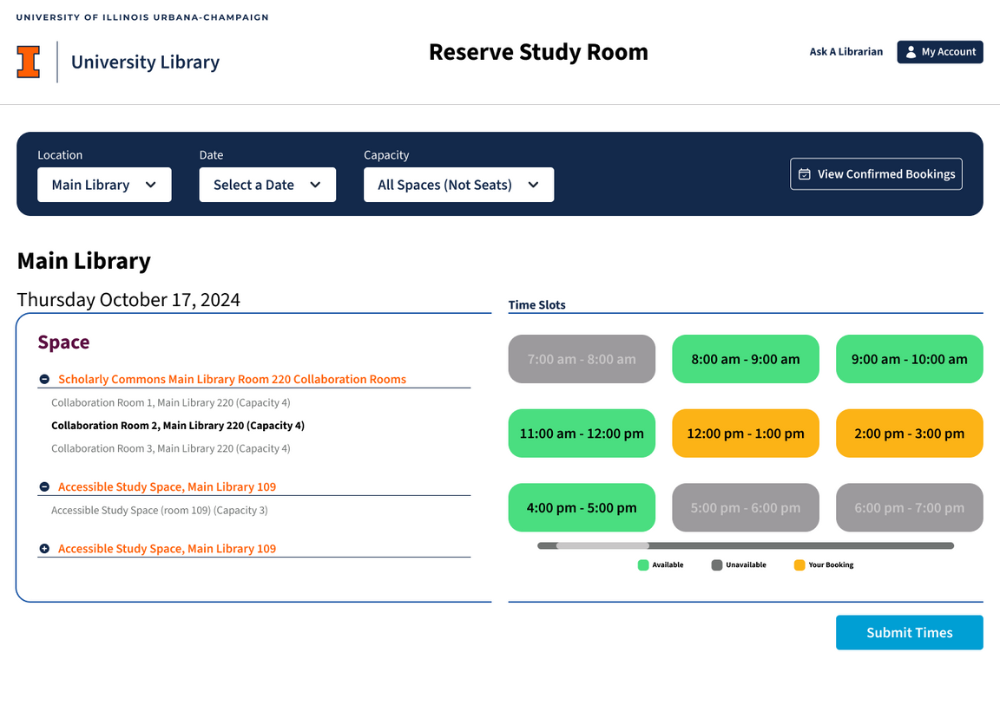 UNIVERSITY OF ILLINOIS URBANA-CHAMPAIGN
University Library
Reserve Study Room
Ask A Librarian
My Account
Location
Main Library
Date
Select a Date
Capacity
All Spaces (Not Seats)
View Confirmed Bookings
Main Library
Thursday October 17, 2024
Space
Scholarly Commons Main Library Room 220 Collaboration Rooms
Collaboration Room 1, Main Library 220 (Capacity 4)
Collaboration Room 2, Main Library 220 (Capacity 4)
Collaboration Room 3, Main Library 220 (Capacity 4)
Accessible Study Space, Main Library 109
Accessible Study Space (room 109) (Capacity 3)
Accessible Study Space, Main Library 109
Time Slots
7:00 am - 8:00 am
8:00 am - 9:00 am
9:00 am - 10:00 am
11:00 am - 12:00 pm
12:00 pm - 1:00 pm
2:00 pm - 3:00 pm
4:00 pm - 5:00 pm
5:00 pm - 6:00 pm
6:00 pm - 7:00 pm
Available
Unavailable
Your Booking
Submit Times